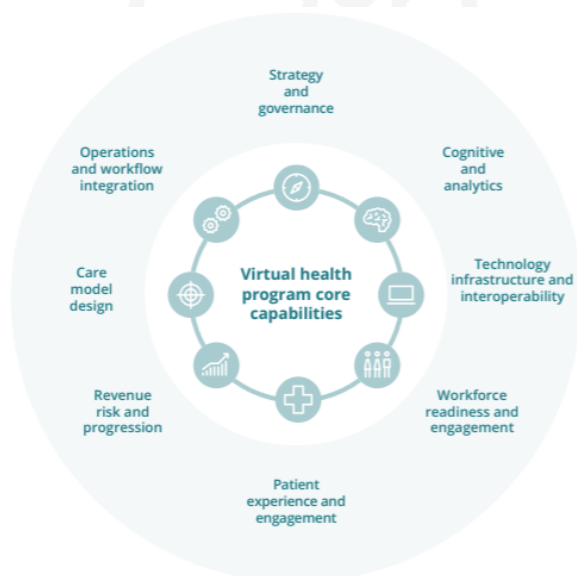 Strategy
and
governance
Cognitive
and
analytics
Technology
infrastructure and
interoperability
Workforce
readiness and
engagement
Patient
experience and
engagement
Revenue
risk and
progression
Care
model
design
Operations
and workflow
integration
Virtual health
program core
capabilities